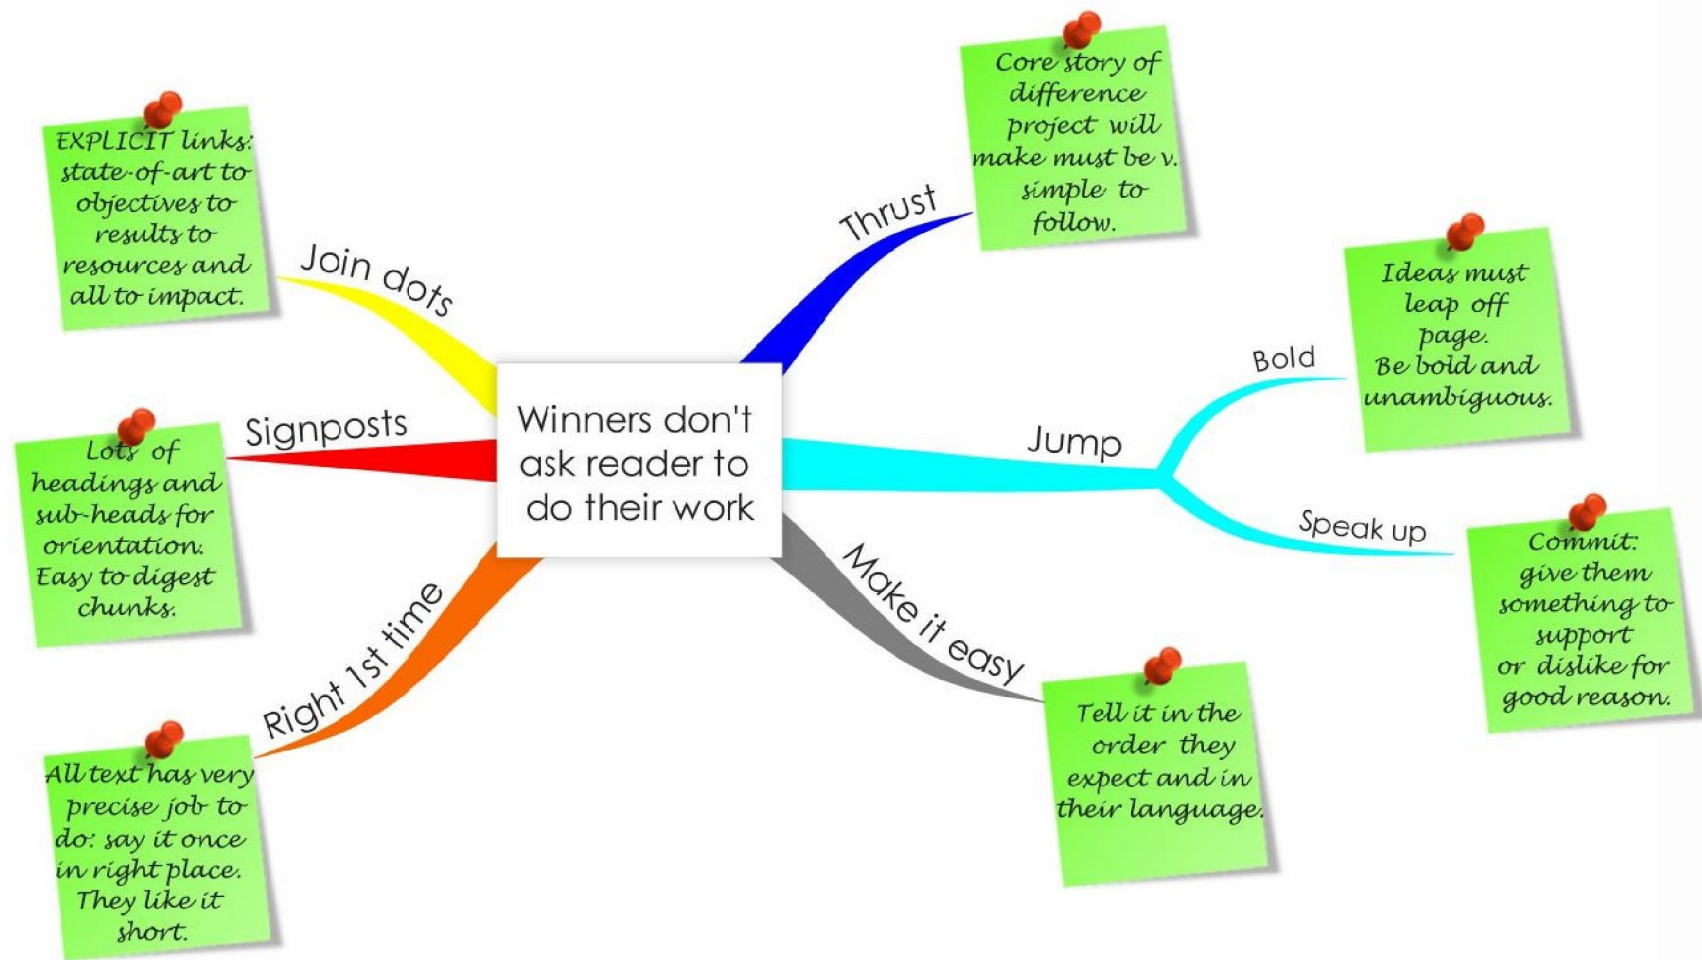 Winners don't
ask reader to
do their work
Thrust
Core story of
difference
project will
make must be v.
simple to
follow.
Jump
Bold
Ideas must
leap off
page.
Be bold and
unambiguous.
Speak up
Commit:
give them
something to
support
or dislike for
good reason.
Make it easy
Tell it in the
order they
expect and in
their language.
Right 1st time
All text has very
precise job to
do: say it once
in right place.
They like it
short.
Signposts
Lots of
headings and
sub-heads for
orientation.
Easy to digest
chunks.
Join dots
EXPLICIT links:
state-of-art to
objectives to
results to
resources and
all to impact.